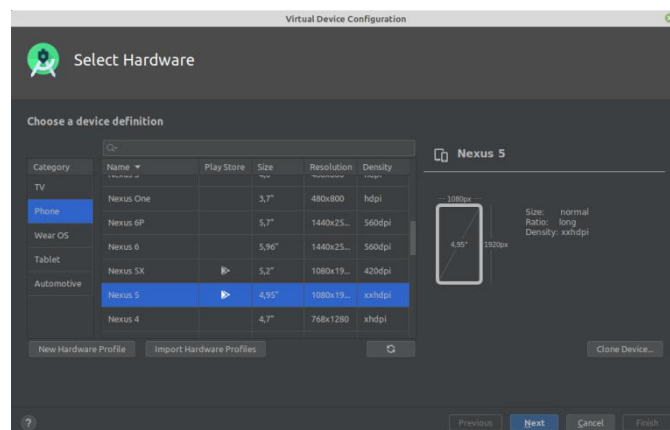 Virtual Device Configuration
Select Hardware
Choose a device definition
Category Name Play Store Size Resolution Density
TV
Phone
Wear OS
Tablet
Automotive
Nexus One 3,7" 480x800 hdpi
Nexus 6P 5,7" 1440x25... 560dpi
Nexus 6 5,96" 1440x25... 560dpi
Nexus 5X 5,2" 1080x19... 420dpi
Nexus 5 4,95" 1080x19... xxhdpi
Nexus 4 4,7" 768x1280 xhdpi
New Hardware Profile Import Hardware Profiles
Nexus 5
1080px
4,95" 1920px
Size: normal
Ratio: long
Density: xxhdpi
Clone Device...
? Previous Next Cancel Finish